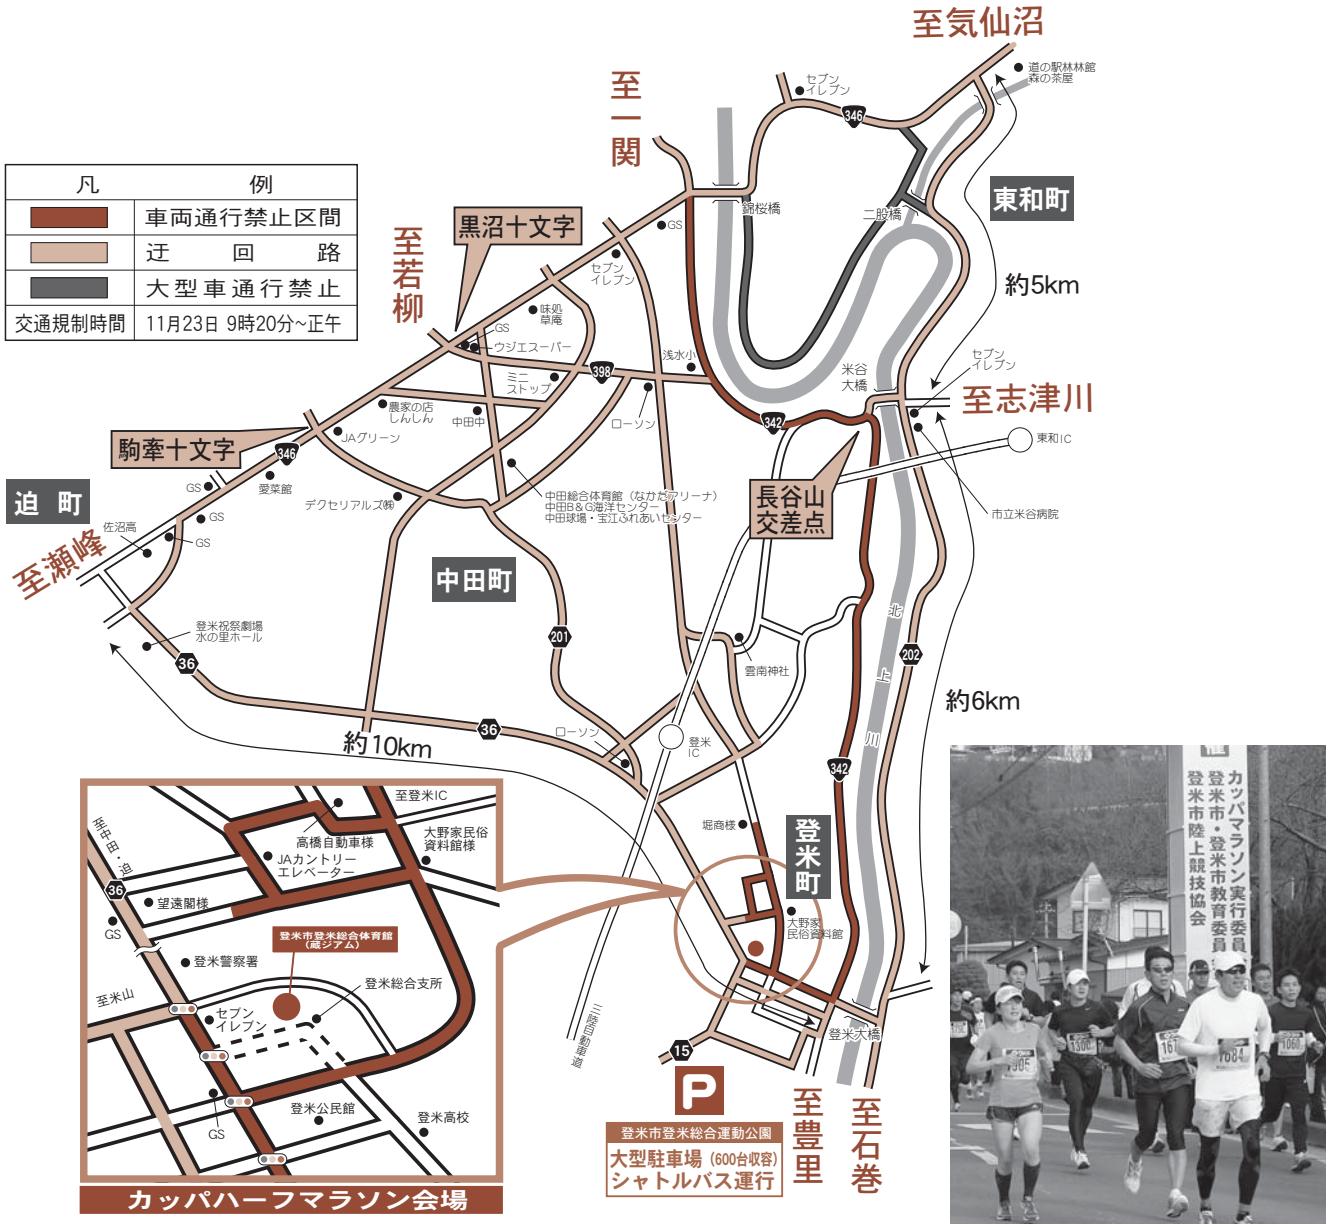 至気仙沼
道の駅林林館
森の茶屋
至一関
セブン
イレブン
346
凡 例
車両通行禁止区間
迂回路
大型車通行禁止
交通規制時間 11月23日 9時20分~正午
東和町
錦桜橋
二股橋
黒沼十文字
GS
至若柳
セブン
イレブン
約5km
味処
草庵
GS
ウジエスーパー
浅水小
398
ミニ
ストップ
米谷
大橋
セブン
イレブン
至志津川
農家の店
しんしん
中田中
ローソン
342
JAグリーン
駒牽十文字
346
東和IC
愛菜館
GS
デクセリアルズ㈱
中田総合体育館（なかだアリーナ）
中田B＆G海洋センター
中田球場・宝江ふれあいセンター
長谷山
交差点
迫町
GS
市立米谷病院
佐沼高
GS
至瀬峰
中田町
北上川
登米祝祭劇場
水の里ホール
201
202
36
雲南神社
約6km
36
ローソン
登米
IC
約10km
342
堀商様
登米町
大野家
民俗資料館
三陸自動車道
登米大橋
15
P
登米市登米総合運動公園
大型駐車場（600台収容）
シャトルバス運行
至豊里
至石巻
至登米IC
至中田・迫
高橋自動車様
大野家民俗
資料館様
JAカントリー
エレベーター
36
望遠閣様
GS
登米市登米総合体育館
（蔵ジアム）
登米警察署
登米総合支所
至米山
セブン
イレブン
GS
登米公民館
登米高校
カッパハーフマラソン会場
カッパマラソン実行委員
登米市・登米市教育委員
登米市陸上競技協会
1300
1684
1060